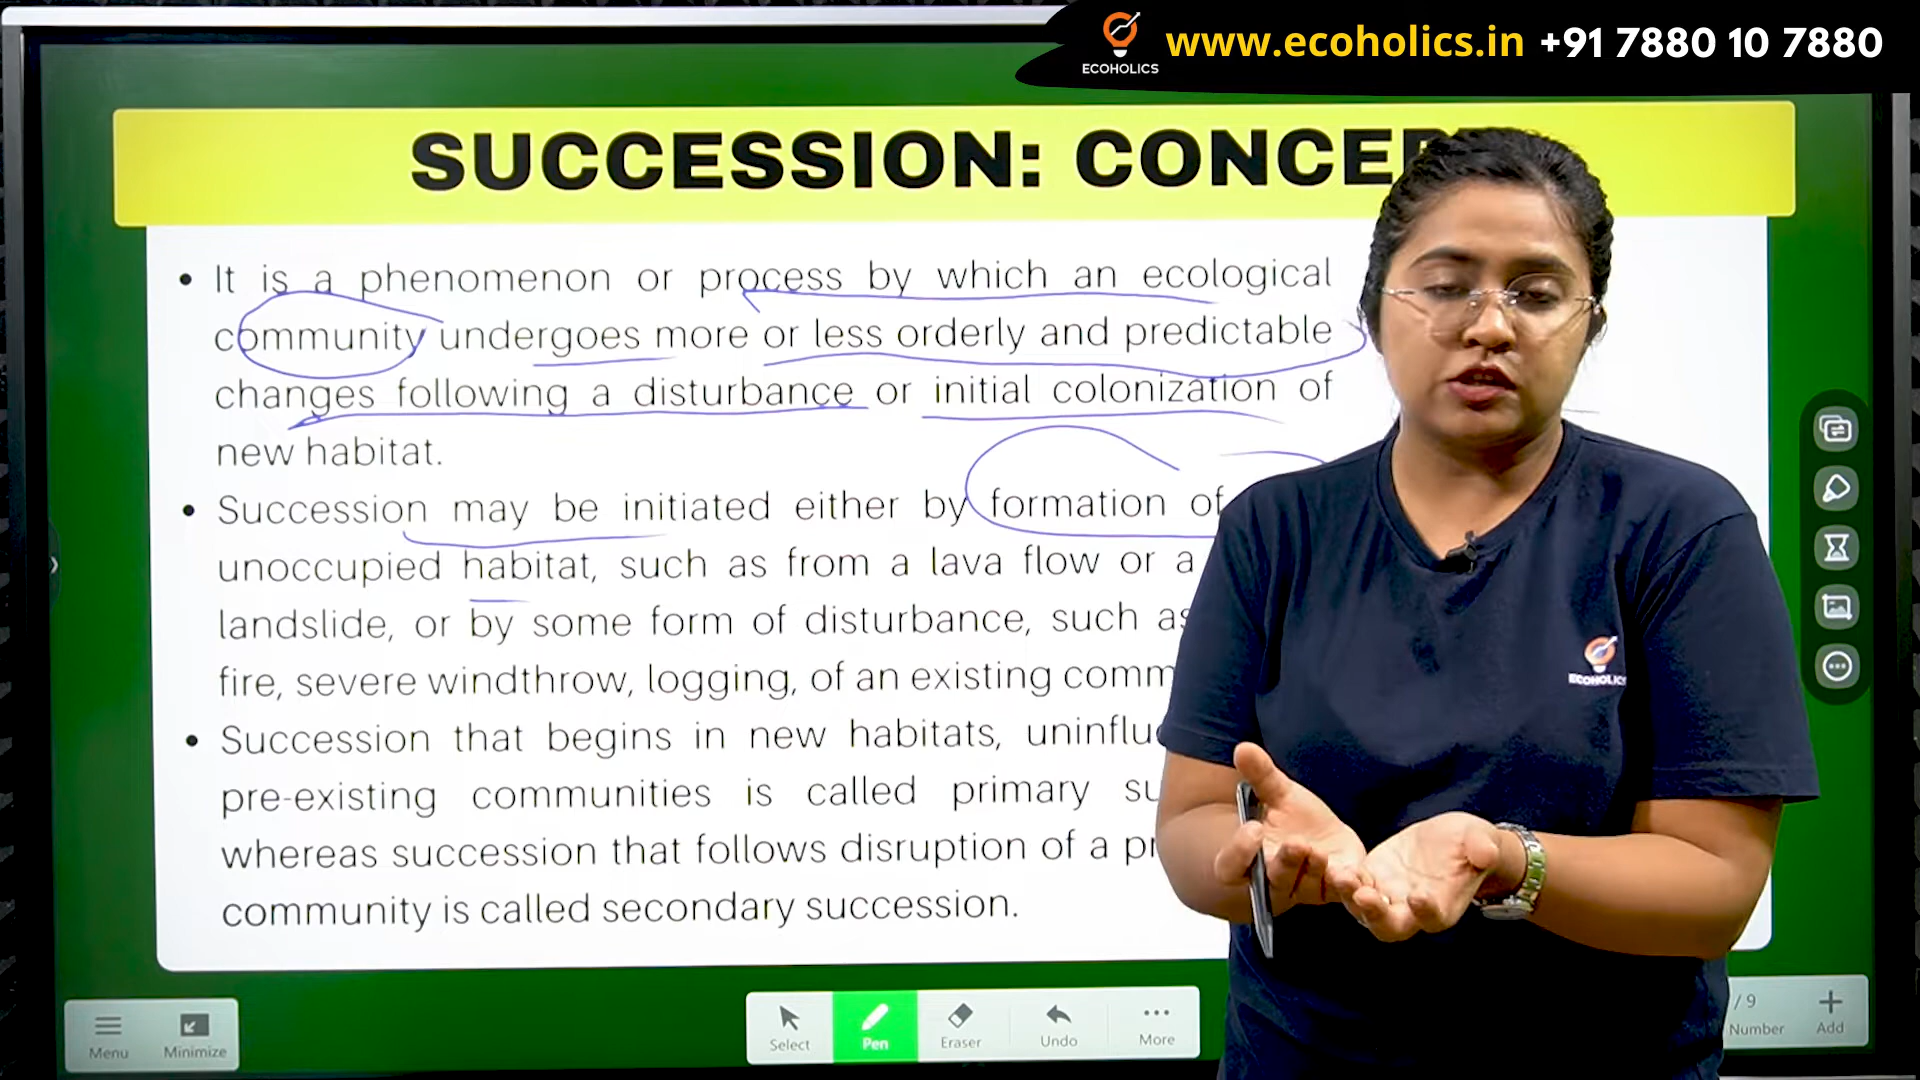 www.ecoholics.in +91 7880 10 7880
ECOHOLICS
SUCCESSION:
It is a phenomenon or process by which an ecological
community undergoes more or less orderly and predictable
changes following a disturbance or initial colonization of
new habitat.
Succession may be initiated either by formation of
unoccupied habitat, such as from a lava flow or a
landslide, or by some form of disturbance, such as
fire, severe windthrow, logging, of an existing
Succession that begins in new habitats,
pre-existing communities is called primary
whereas succession that follows disruption of a
community is called secondary succession.
ECOHOLICS
Menu
Minimize
Select
Pen
Eraser
Undo
More
/ 9
Number
Add